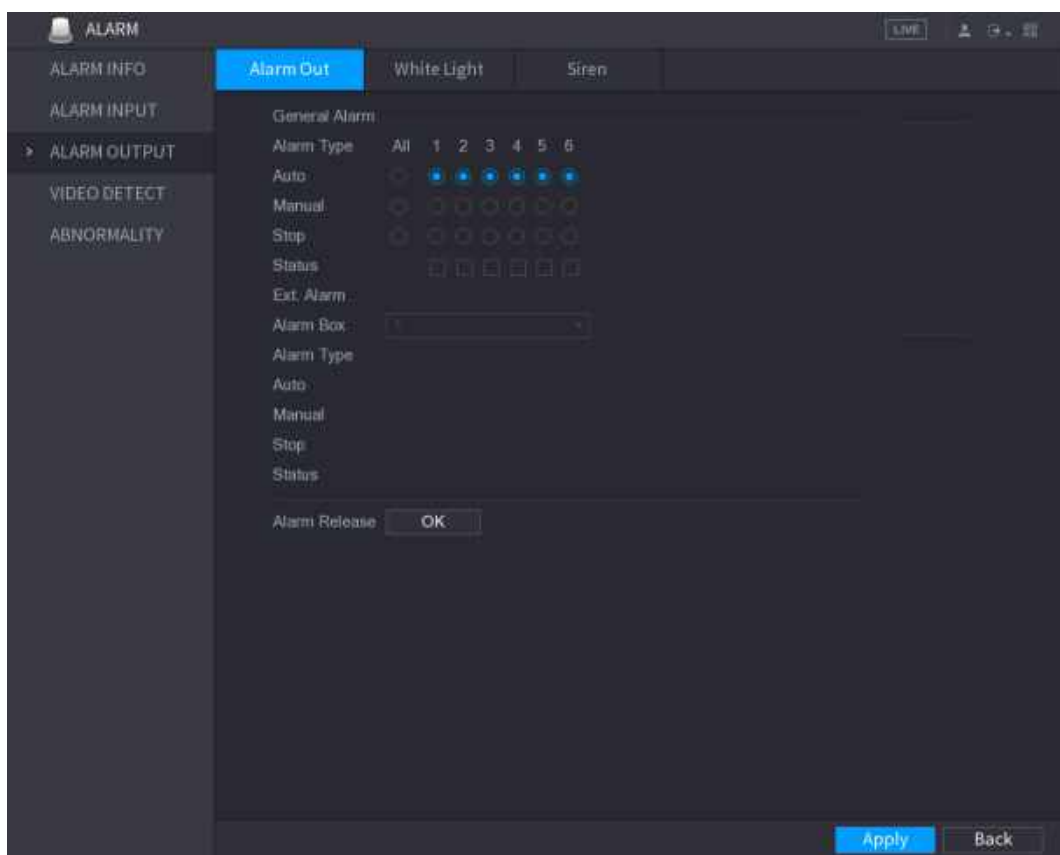 ALARM
LIVE
ALARM INFO
ALARM INPUT
ALARM OUTPUT
VIDEO DETECT
ABNORMALITY
Alarm Out White Light Siren
General Alarm
Alarm Type All 1 2 3 4 5 6
Auto
Manual
Stop
Status
Ext. Alarm
Alarm Box 1
Alarm Type
Auto
Manual
Stop
Status
Alarm Release OK
Apply Back